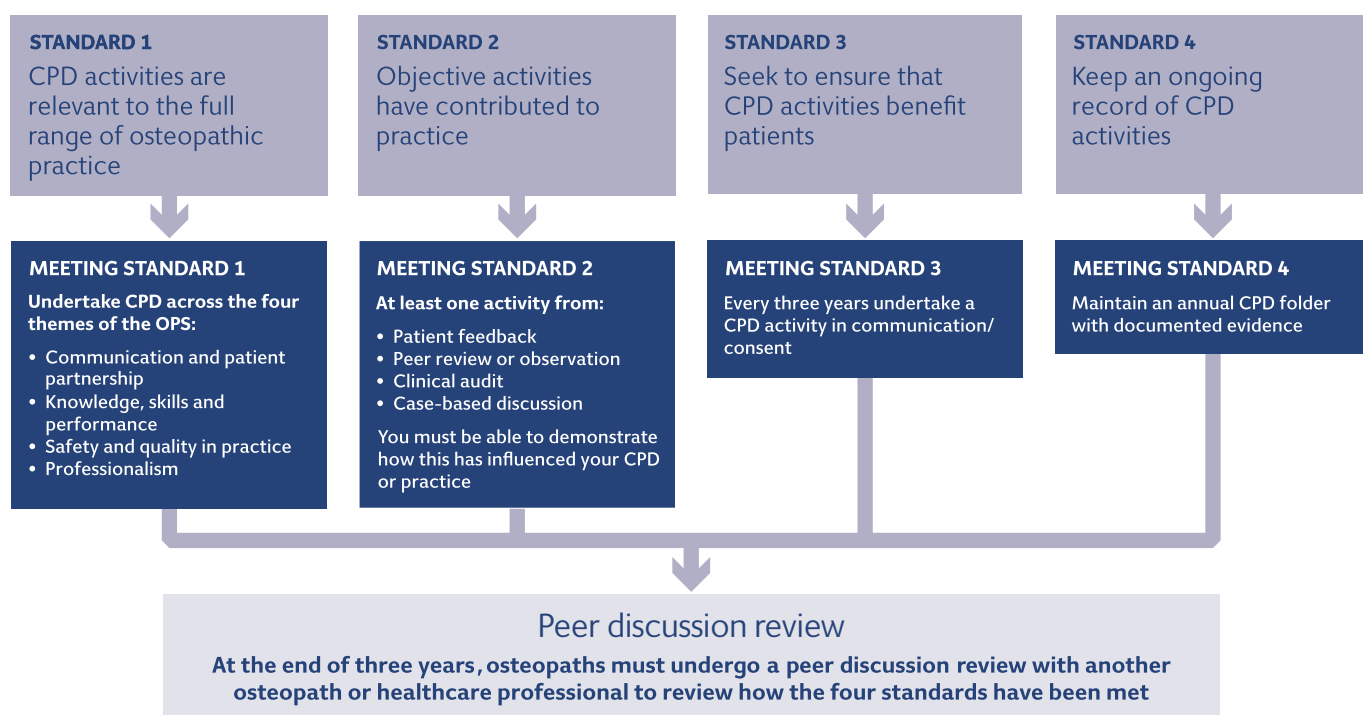 STANDARD 1
CPD activities are
relevant to the full
range of osteopathic
practice
STANDARD 2
Objective activities
have contributed to
practice
STANDARD 3
Seek to ensure that
CPD activities benefit
patients
STANDARD 4
Keep an ongoing
record of CPD
activities
MEETING STANDARD 1
Undertake CPD across the four
themes of the OPS:
• Communication and patient
partnership
• Knowledge, skills and
performance
• Safety and quality in practice
• Professionalism
MEETING STANDARD 2
At least one activity from:
• Patient feedback
• Peer review or observation
• Clinical audit
• Case-based discussion
You must be able to demonstrate
how this has influenced your CPD
or practice
MEETING STANDARD 3
Every three years undertake a
CPD activity in communication/
consent
MEETING STANDARD 4
Maintain an annual CPD folder
with documented evidence
Peer discussion review
At the end of three years, osteopaths must undergo a peer discussion review with another
osteopath or healthcare professional to review how the four standards have been met